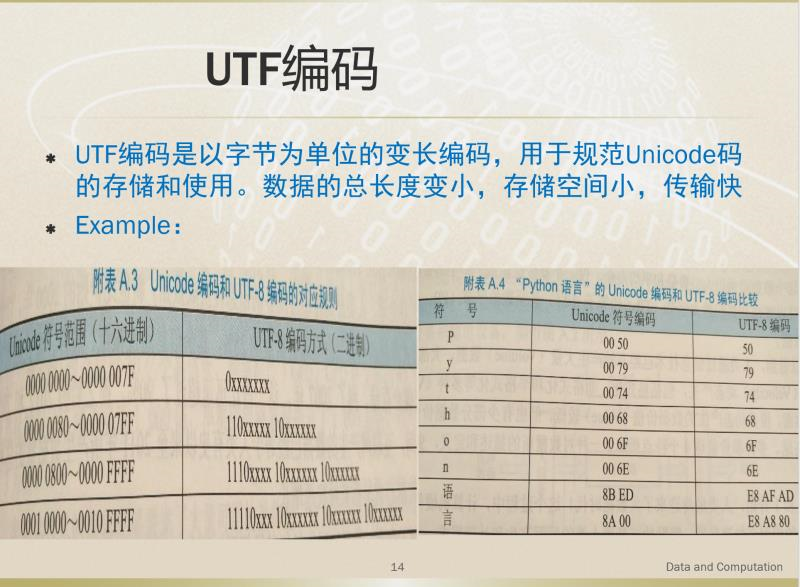 UTF编码
UTF编码是以字节为单位的变长编码，用于规范Unicode码
的存储和使用。数据的总长度变小，存储空间小，传输快
Example：
附表 A.3 Unicode 编码和 UTF-8 编码的对应规则
Unicode 符号范围（十六进制） UTF-8 编码方式（二进制）
0000 0000～0000 007F 0xxxxxxx
0000 0080～0000 07FF 110xxxxx 10xxxxxx
0000 0800～0000 FFFF 1110xxxx 10xxxxxx 10xxxxxx
0001 0000～0010 FFFF 11110xxx 10xxxxxx 10xxxxxx 10xxxxxx
附表 A.4 “Python 语言”的 Unicode 编码和 UTF-8 编码比较
符 号 Unicode 符号编码 UTF-8 编码
P 00 50 50
y 00 79 79
t 00 74 74
h 00 68 68
o 00 6F 6F
n 00 6E 6E
语 8B ED E8 AF AD
言 8A 00 E8 A8 80
14
Data and Computation